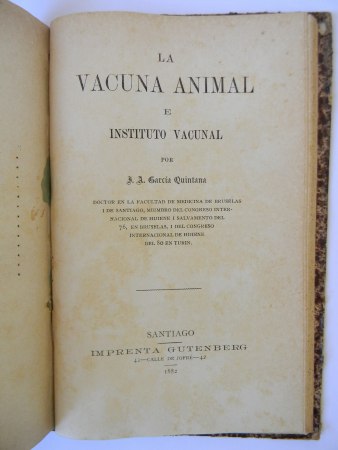 LA
VACUNA ANIMAL
E
INSTITUTO VACUNAL
POR
J. A. García Quintana
DOCTOR EN LA FACULTAD DE MEDICINA DE BRUSELAS
I DE SANTIAGO, MIEMBRO DEL CONGRESO INTER-
NACIONAL DE HIJIENE I SALVAMENTO DEL
76, EN BRUSELAS, I DEL CONGRESO
INTERNACIONAL DE HIJIENE
DEL 80 EN TURIN.
SANTIAGO
IMPRENTA GUTENBERG
42—CALLE DE JOFRÉ—42
1882